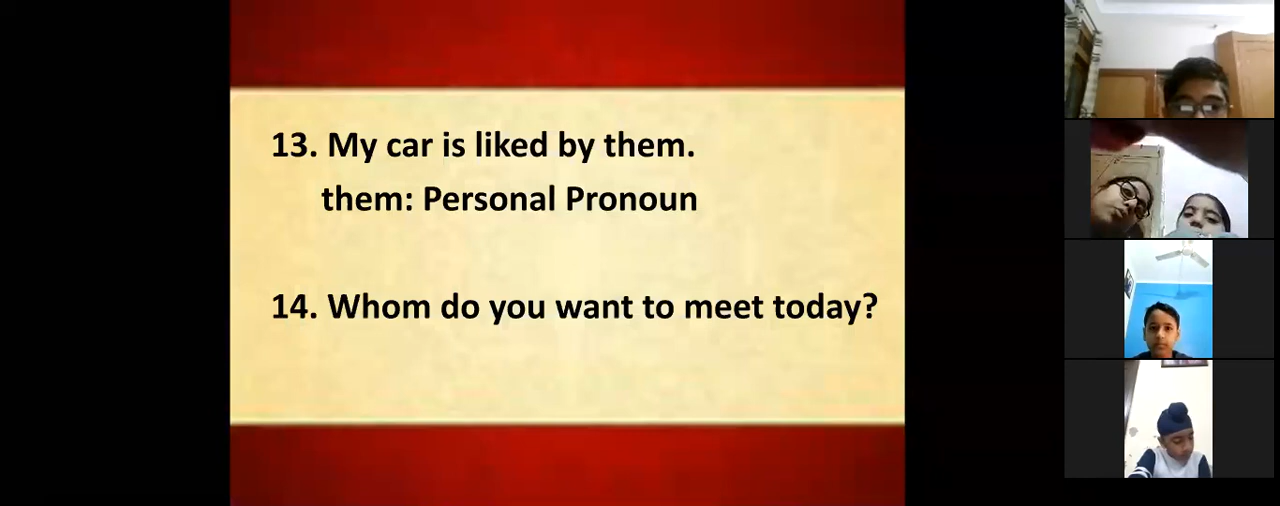 13. My car is liked by them.
them: Personal Pronoun
14. Whom do you want to meet today?